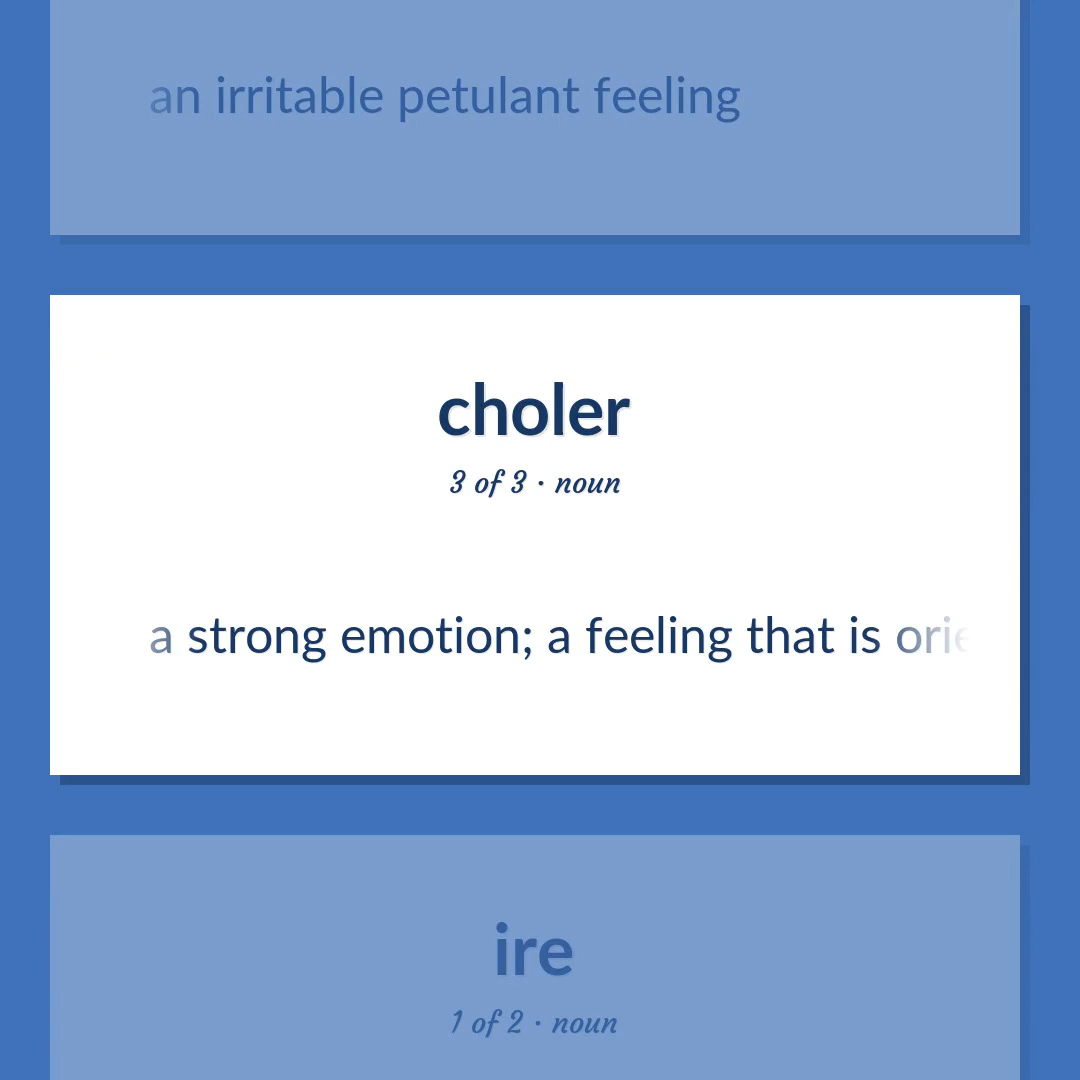 an irritable petulant feeling
choler
3 of 3 · noun
a strong emotion; a feeling that is
ire
1 of 2 · noun